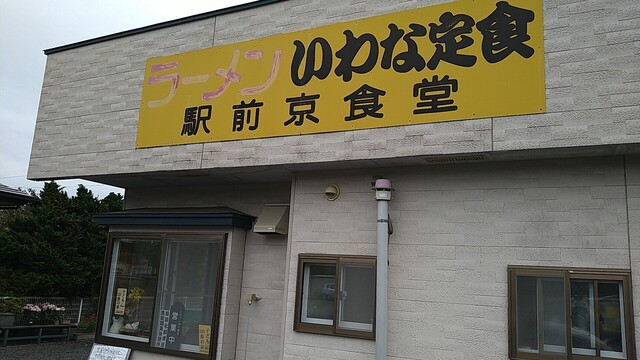 ラーメン いわな定食
駅前京食堂
営業中